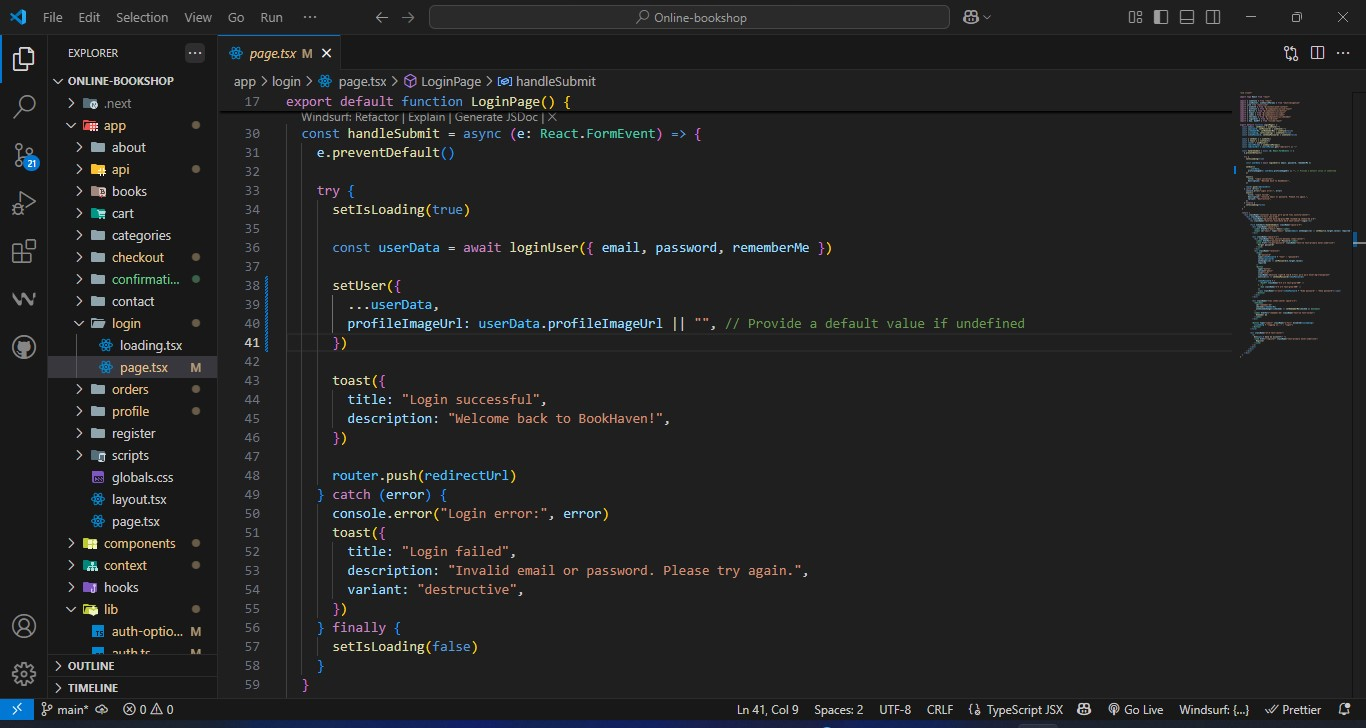 File Edit Selection View Go Run ··· Online-bookshop
EXPLORER ···
ONLINE-BOOKSHOP
.next
app
about
api
books
cart
categories
checkout
confirmati...
contact
login
loading.tsx
page.tsx M
orders
profile
register
scripts
globals.css
layout.tsx
page.tsx
components
context
hooks
lib
auth-optio... M
auth.ts M
OUTLINE
TIMELINE
21
page.tsx M
app > login > page.tsx > LoginPage > handleSubmit
17 export default function LoginPage() {
Windsurf: Refactor | Explain | Generate JSDoc | X
30 const handleSubmit = async (e: React.FormEvent) => {
31 e.preventDefault()
32
33 try {
34 setIsLoading(true)
35
36 const userData = await loginUser({ email, password, rememberMe })
37
38 setUser({
39 ...userData,
40 profileImageUrl: userData.profileImageUrl || "", // Provide a default value if undefined
41 })
42
43 toast({
44 title: "Login successful",
45 description: "Welcome back to BookHaven!",
46 })
47
48 router.push(redirectUrl)
49 } catch (error) {
50 console.error("Login error:", error)
51 toast({
52 title: "Login failed",
53 description: "Invalid email or password. Please try again.",
54 variant: "destructive",
55 })
56 } finally {
57 setIsLoading(false)
58 }
59 }
main* 0 0 Ln 41, Col 9 Spaces: 2 UTF-8 CRLF {} TypeScript JSX Go Live Windsurf: {...} Prettier